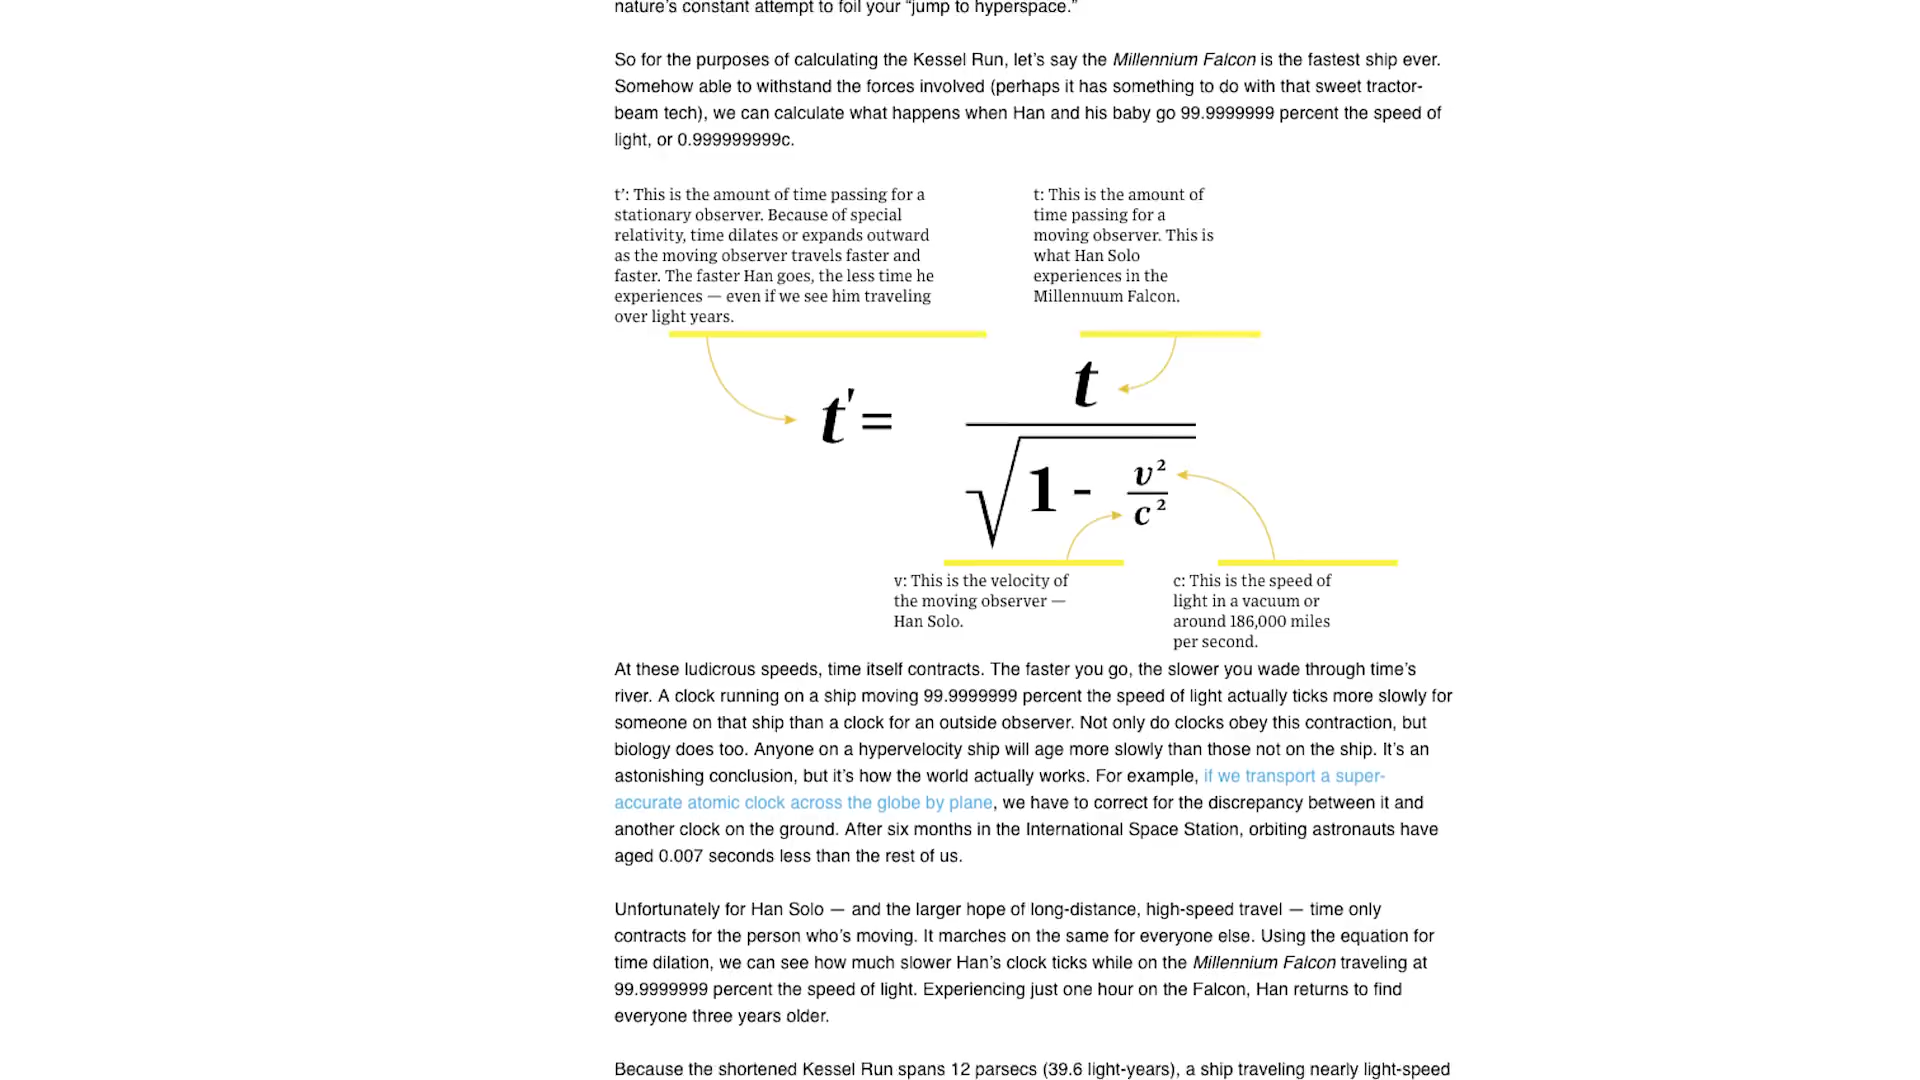 nature's constant attempt to foil your “jump to hyperspace.”
So for the purposes of calculating the Kessel Run, let's say the Millennium Falcon is the fastest ship ever.
Somehow able to withstand the forces involved (perhaps it has something to do with that sweet tractor-
beam tech), we can calculate what happens when Han and his baby go 99.9999999 percent the speed of
light, or 0.999999999c.
t’: This is the amount of time passing for a
stationary observer. Because of special
relativity, time dilates or expands outward
as the moving observer travels faster and
faster. The faster Han goes, the less time he
experiences — even if we see him traveling
over light years.
t: This is the amount of
time passing for a
moving observer. This is
what Han Solo
experiences in the
Millennuum Falcon.
t' = t / √(1 - v²/c²)
v: This is the velocity of
the moving observer —
Han Solo.
c: This is the speed of
light in a vacuum or
around 186,000 miles
per second.
At these ludicrous speeds, time itself contracts. The faster you go, the slower you wade through time's
river. A clock running on a ship moving 99.9999999 percent the speed of light actually ticks more slowly for
someone on that ship than a clock for an outside observer. Not only do clocks obey this contraction, but
biology does too. Anyone on a hypervelocity ship will age more slowly than those not on the ship. It's an
astonishing conclusion, but it's how the world actually works. For example, if we transport a super-
accurate atomic clock across the globe by plane, we have to correct for the discrepancy between it and
another clock on the ground. After six months in the International Space Station, orbiting astronauts have
aged 0.007 seconds less than the rest of us.
Unfortunately for Han Solo — and the larger hope of long-distance, high-speed travel — time only
contracts for the person who's moving. It marches on the same for everyone else. Using the equation for
time dilation, we can see how much slower Han's clock ticks while on the Millennium Falcon traveling at
99.9999999 percent the speed of light. Experiencing just one hour on the Falcon, Han returns to find
everyone three years older.
Because the shortened Kessel Run spans 12 parsecs (39.6 light-years), a ship traveling nearly light-speed